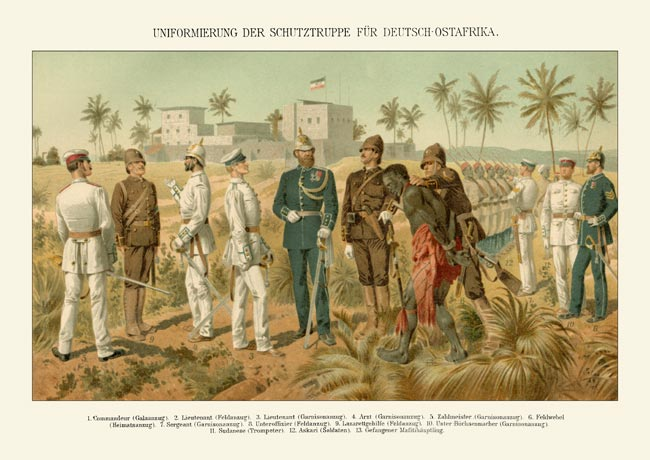 UNIFORMIERUNG DER SCHUTZTRUPPE FÜR DEUTSCH-OSTAFRIKA.
1. Commandeur (Galaanzug). 2. Lieutenant (Feldanzug). 3. Lieutenant (Garnisonanzug). 4. Arzt (Garnisonanzug). 5. Zahlmeister (Garnisonanzug). 6. Feldwebel
(Heimatsanzug). 7. Sergeant (Garnisonanzug). 8. Unteroffizier (Feldanzug). 9. Lazarettgehilfe (Feldanzug). 10. Unter Büchsenmacher (Garnisonanzug).
11. Sudanese (Trompeter). 12. Askari (Soldaten). 13. Gefangener Mafitihäuptling.